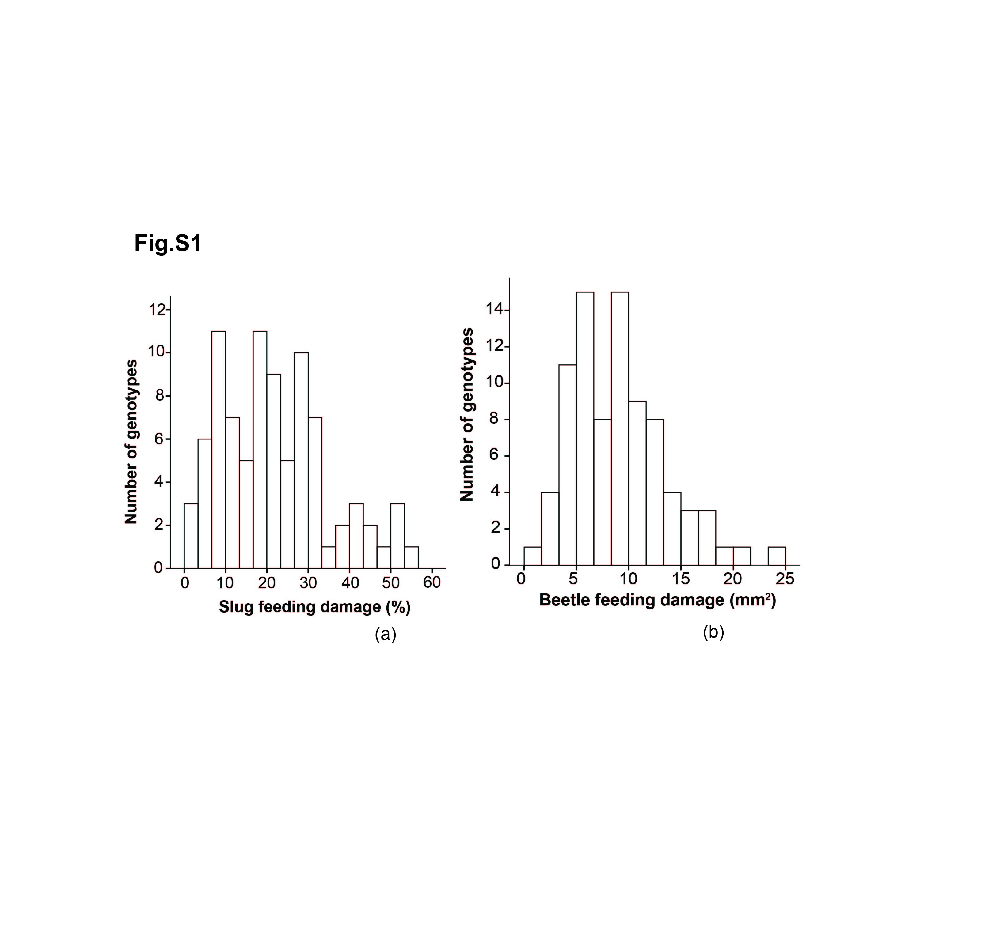 Fig.S1
Number of genotypes
12
10
8
6
4
2
0
0 10 20 30 40 50 60
Slug feeding damage (%)
(a)
Number of genotypes
14
12
10
8
6
4
2
0
0 5 10 15 20 25
Beetle feeding damage (mm²)
(b)